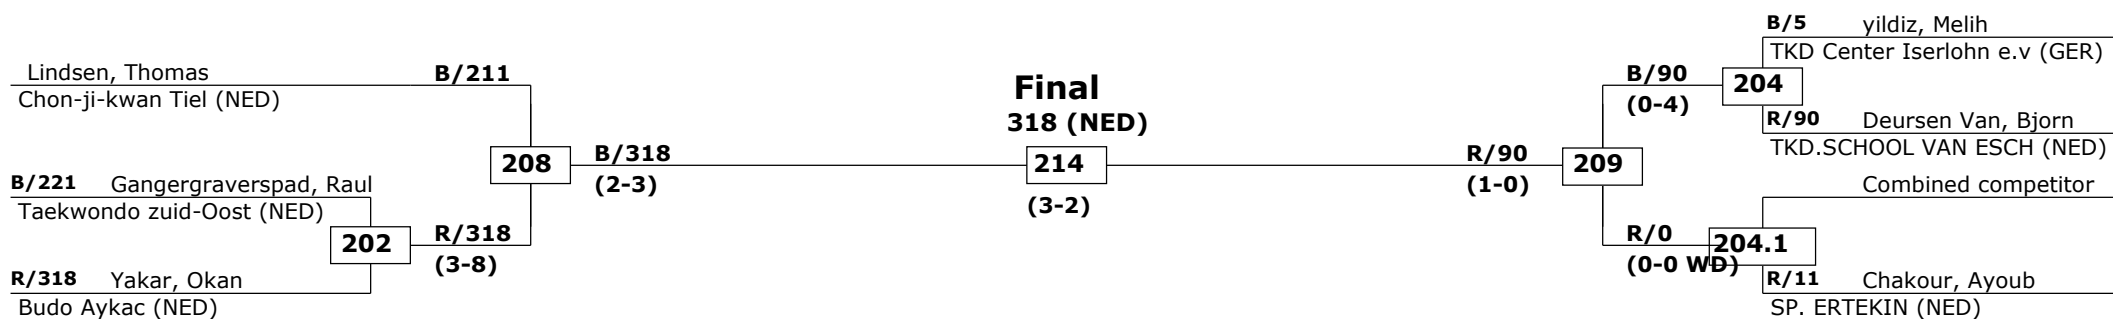 Lindsen, Thomas
Chon-ji-kwan Tiel (NED)
B/211
B/221 Gangergraverspad, Raul
Taekwondo zuid-Oost (NED)
202
R/318 Yakar, Okan
Budo Aykac (NED)
R/318
(3-8)
208
B/318
(2-3)
Final
318 (NED)
214
(3-2)
R/90
(1-0)
209
B/90
(0-4)
R/0
(0-0 WD)
B/5 yildiz, Melih
TKD Center Iserlohn e.v (GER)
204
R/90 Deursen Van, Bjorn
TKD.SCHOOL VAN ESCH (NED)
Combined competitor
204.1
R/11 Chakour, Ayoub
SP. ERTEKIN (NED)